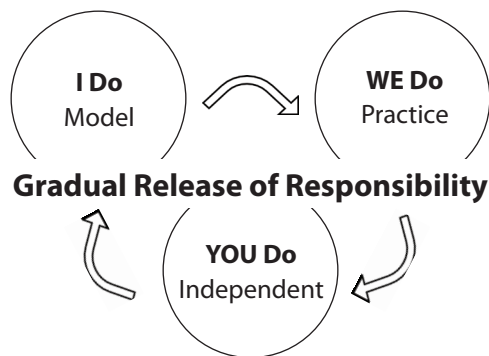 I Do
Model
WE Do
Practice
Gradual Release of Responsibility
YOU Do
Independent